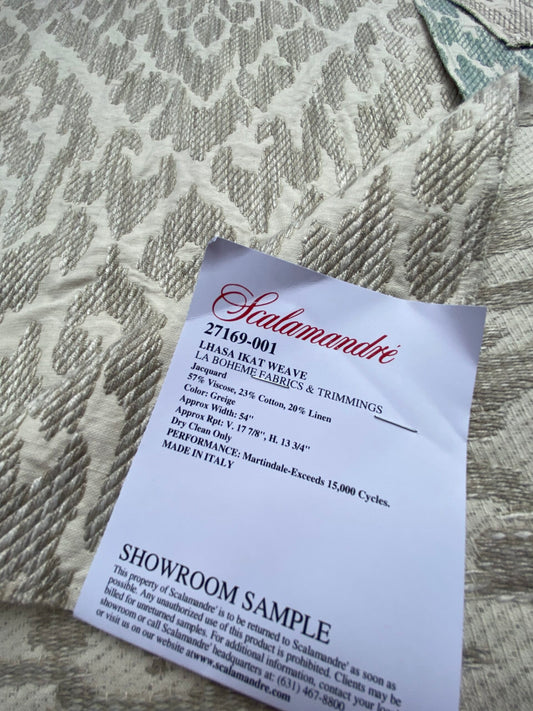 Scalamandré
27169-001
LHASA IKAT WEAVE
LA BOHEME FABRICS & TRIMMINGS
Jacquard
57% Viscose, 23% Cotton, 20% Linen
Color: Greige
Approx Width: 54"
Approx Rpt: V. 17 7/8", H. 13 3/4"
Dry Clean Only
PERFORMANCE: Martindale-Exceeds 15,000 Cycles.
MADE IN ITALY
SHOWROOM SAMPLE
This property of Scalamandre' is to be returned to Scalamandre' as soon as
possible. Any unauthorized use of this product is prohibited. Clients may be
billed for unreturned samples. For additional information, contact your
showroom or call Scalamandre' headquarters at: (631) 467-8800
or visit us on our website at www.scalamandre.com